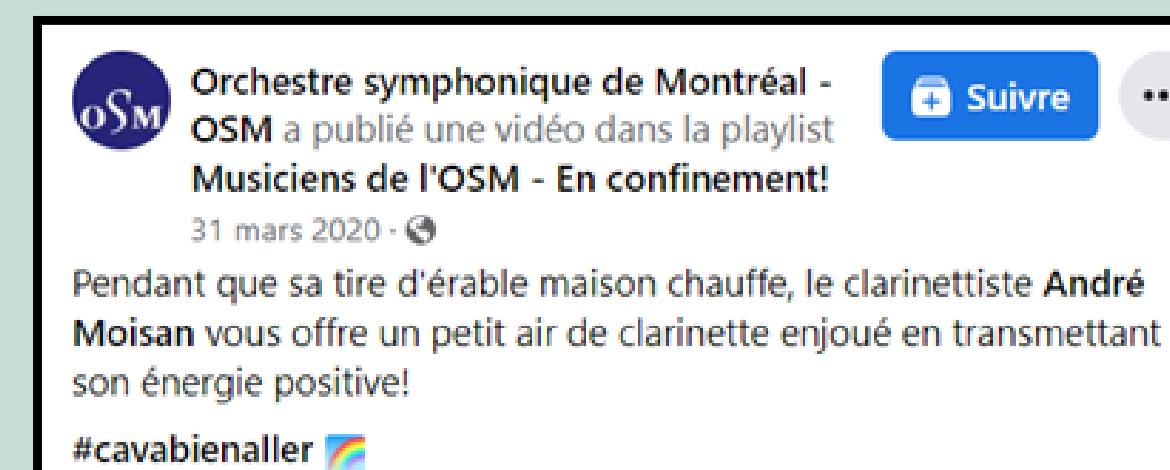 OSM
Orchestre symphonique de Montréal -
OSM a publié une vidéo dans la playlist
Musiciens de l'OSM - En confinement!
31 mars 2020 ·
Suivre
Pendant que sa tire d'érable maison chauffe, le clarinettiste André
Moisan vous offre un petit air de clarinette enjoué en transmettant
son énergie positive!
#cavabienaller 🌈